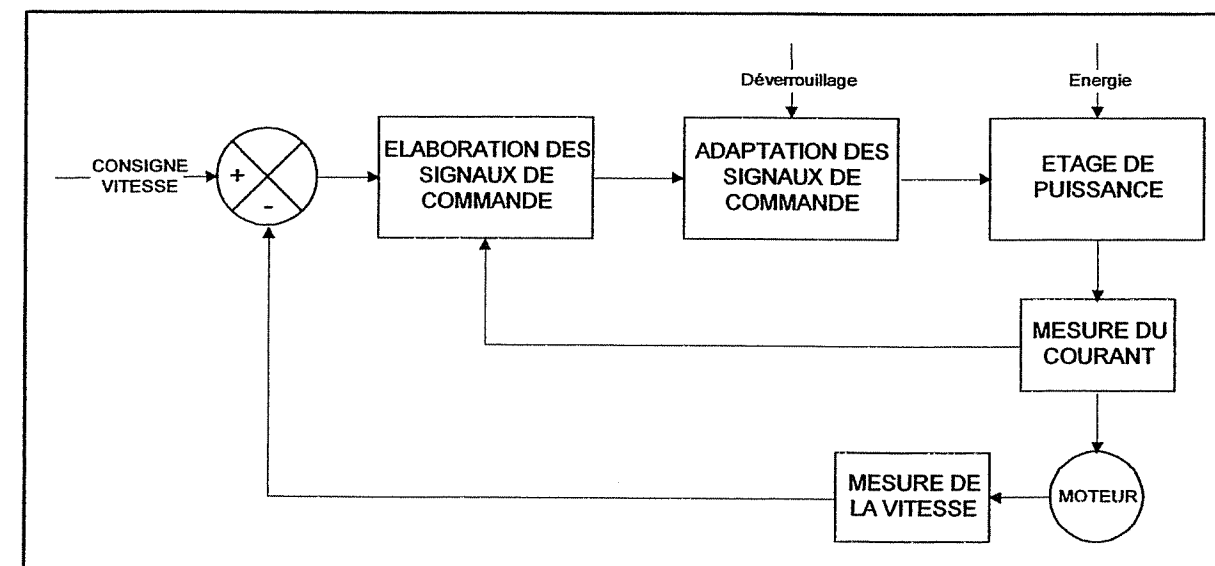 Déverrouillage
Energie
CONSIGNE
VITESSE
+
-
ELABORATION DES
SIGNAUX DE
COMMANDE
ADAPTATION DES
SIGNAUX DE
COMMANDE
ETAGE DE
PUISSANCE
MESURE DU
COURANT
MESURE DE
LA VITESSE
MOTEUR